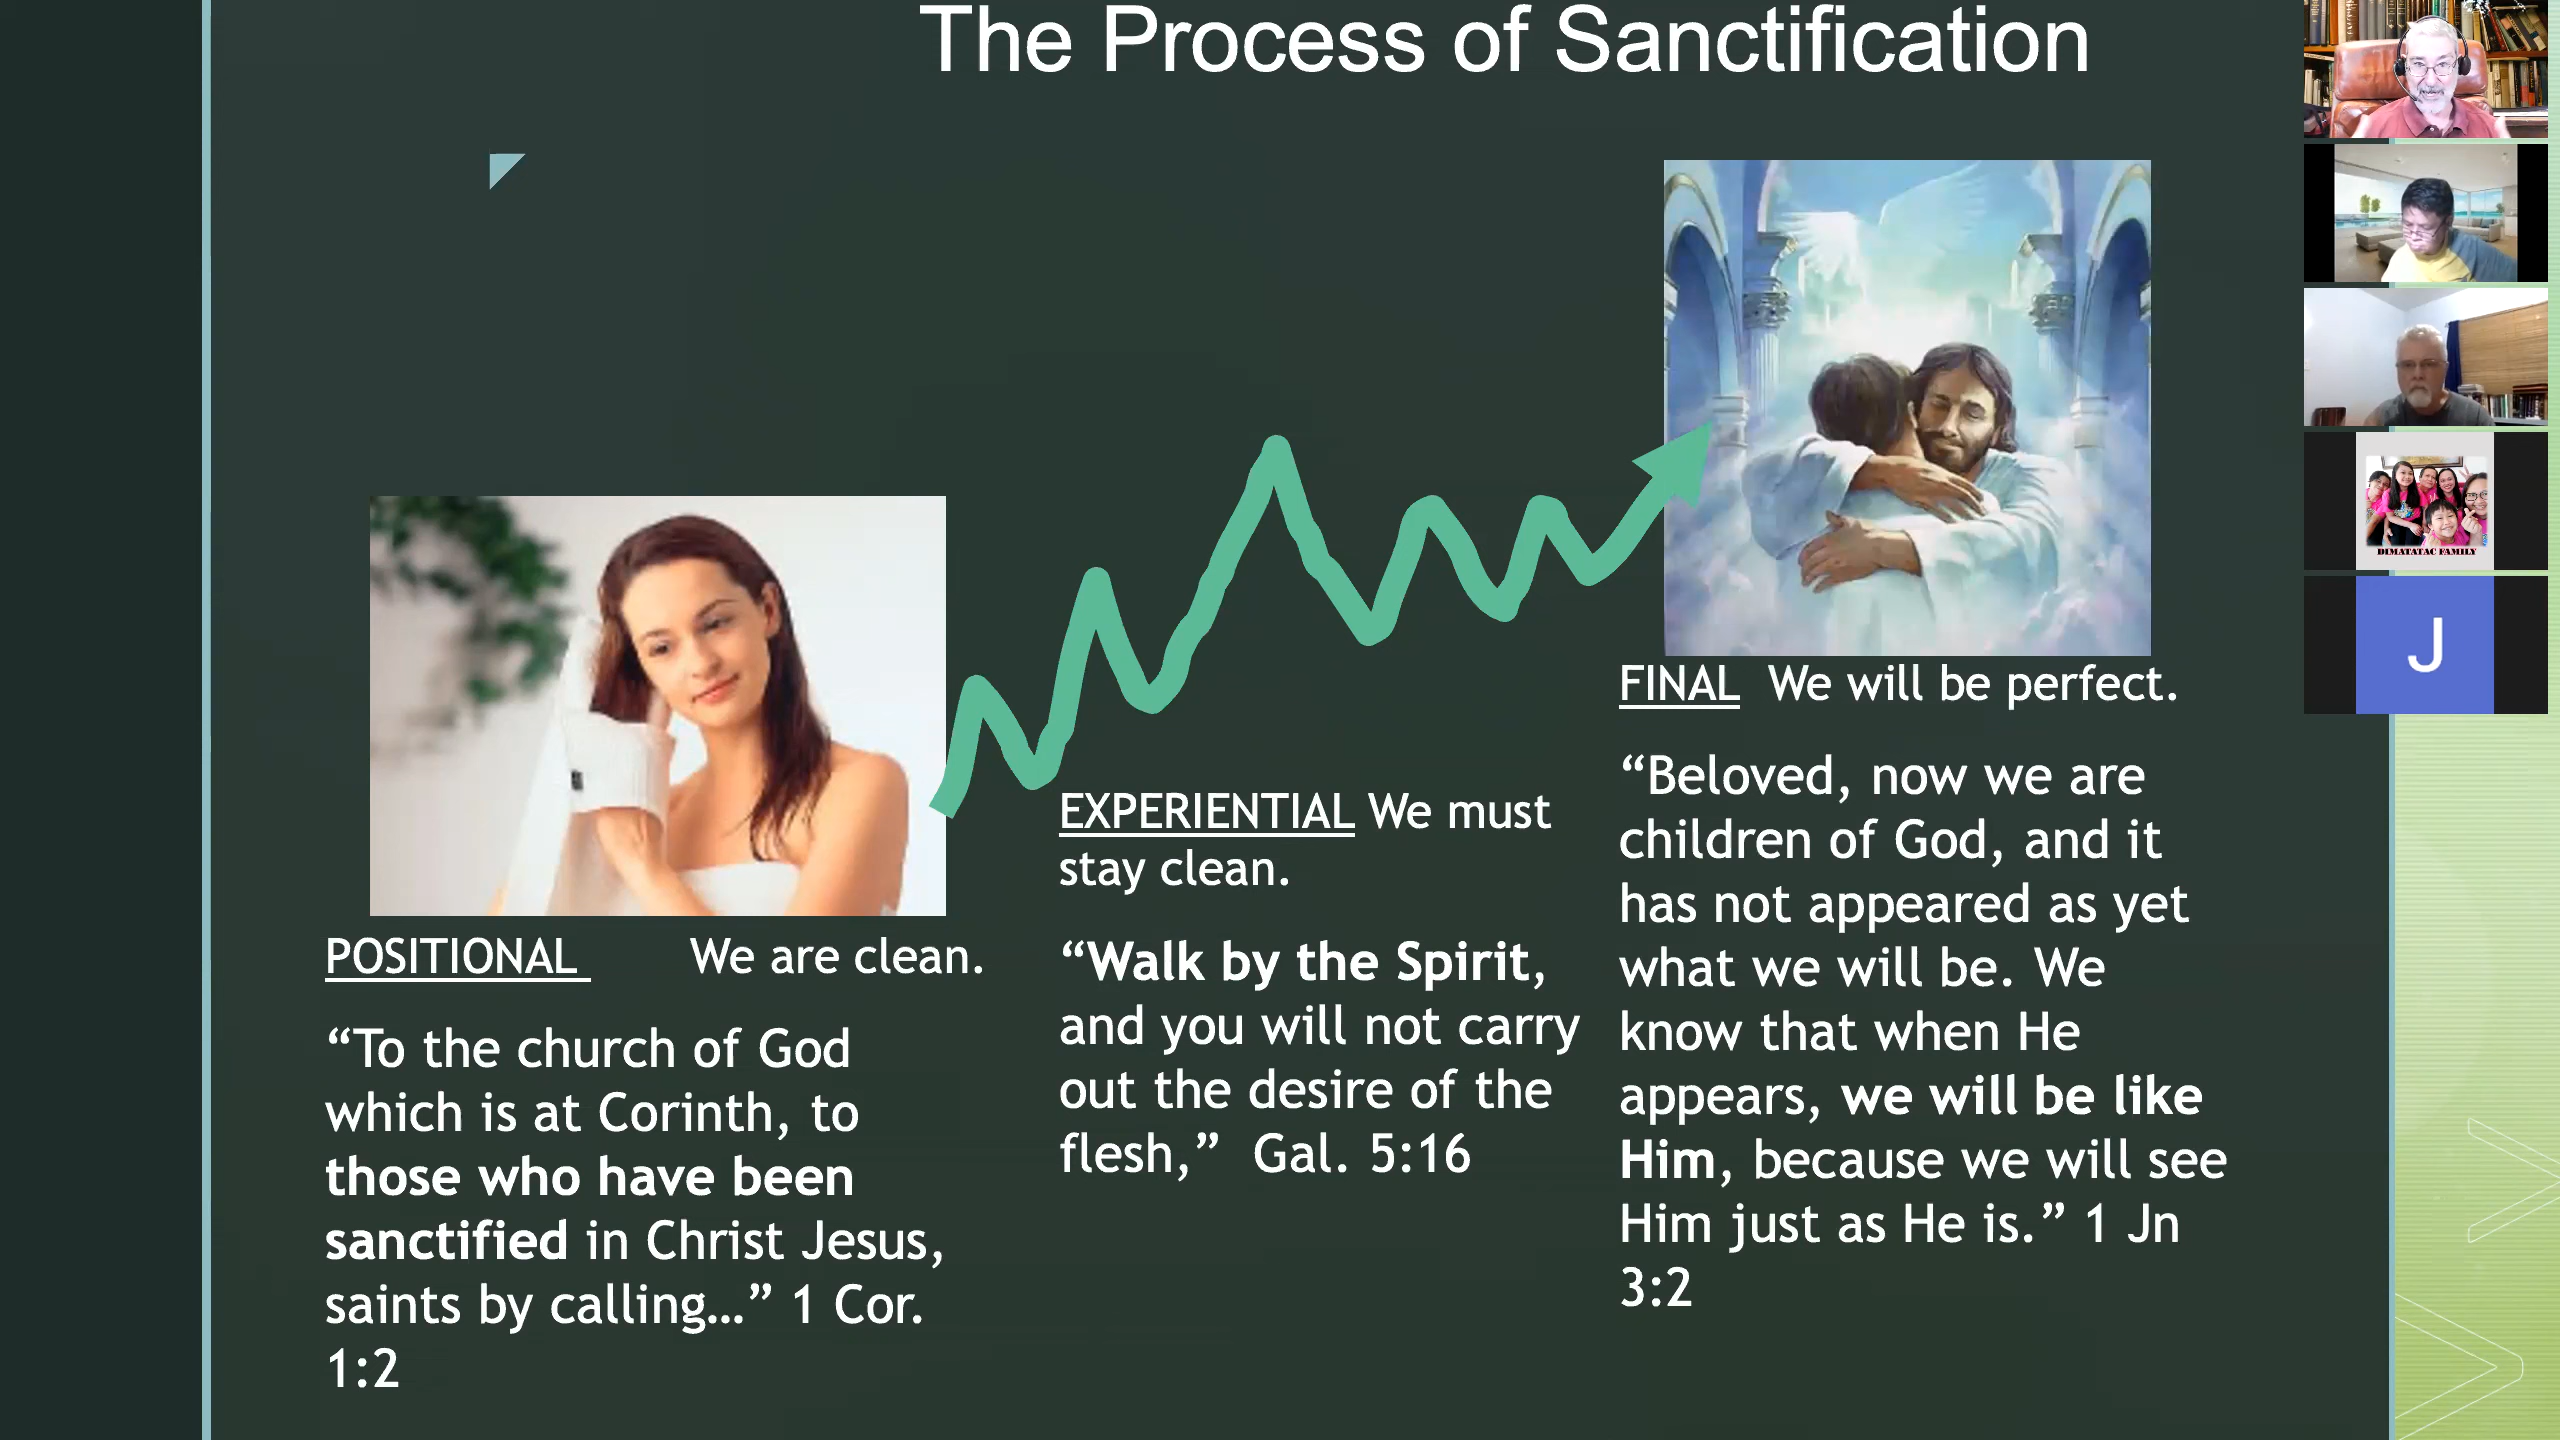 The Process of Sanctification
POSITIONAL We are clean.
“To the church of God
which is at Corinth, to
those who have been
sanctified in Christ Jesus,
saints by calling…” 1 Cor.
1:2
EXPERIENTIAL We must
stay clean.
“Walk by the Spirit,
and you will not carry
out the desire of the
flesh,” Gal. 5:16
FINAL We will be perfect.
“Beloved, now we are
children of God, and it
has not appeared as yet
what we will be. We
know that when He
appears, we will be like
Him, because we will see
Him just as He is.” 1 Jn
3:2
DIMATATAC FAMILY
J